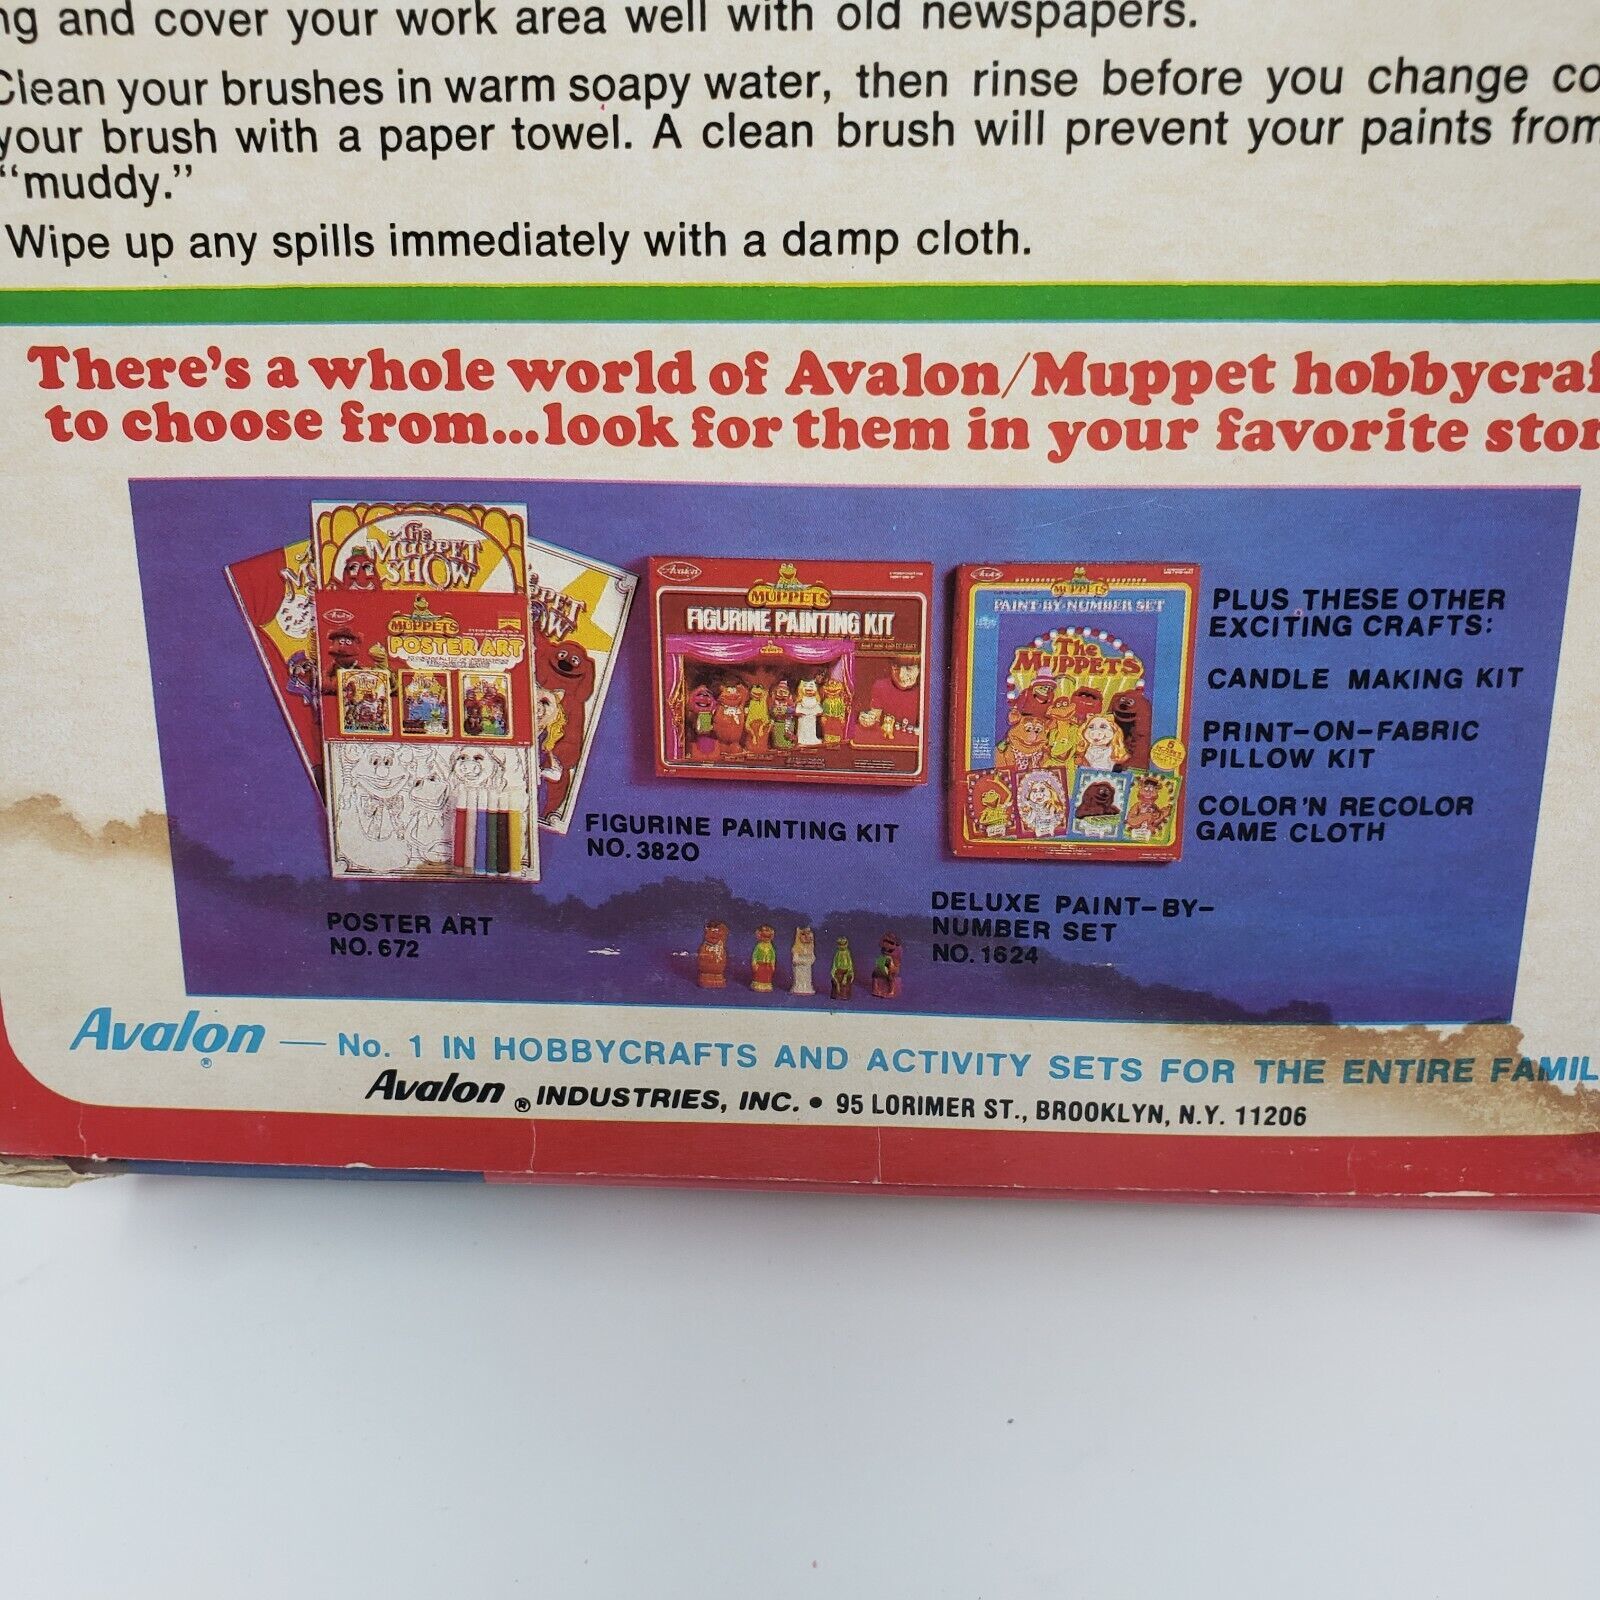 ng and cover your work area well with old newspapers.
Clean your brushes in warm soapy water, then rinse before you change co
your brush with a paper towel. A clean brush will prevent your paints from
“muddy.”
Wipe up any spills immediately with a damp cloth.
There's a whole world of Avalon/Muppet hobbycraf
to choose from...look for them in your favorite stor
The
MUPPET
SHOW
Avalon
MUPPETS
POSTER ART
Avalon
MUPPETS
FIGURINE PAINTING KIT
Avalon
MUPPETS
PAINT-BY-NUMBER SET
The
MUPPETS
PLUS THESE OTHER
EXCITING CRAFTS:
CANDLE MAKING KIT
PRINT-ON-FABRIC
PILLOW KIT
COLOR'N RECOLOR
GAME CLOTH
FIGURINE PAINTING KIT
NO. 3820
POSTER ART
NO. 672
DELUXE PAINT-BY-
NUMBER SET
NO. 1624
Avalon® — No. 1 IN HOBBYCRAFTS AND ACTIVITY SETS FOR THE ENTIRE FAMIL
Avalon® INDUSTRIES, INC. • 95 LORIMER ST., BROOKLYN, N.Y. 11206